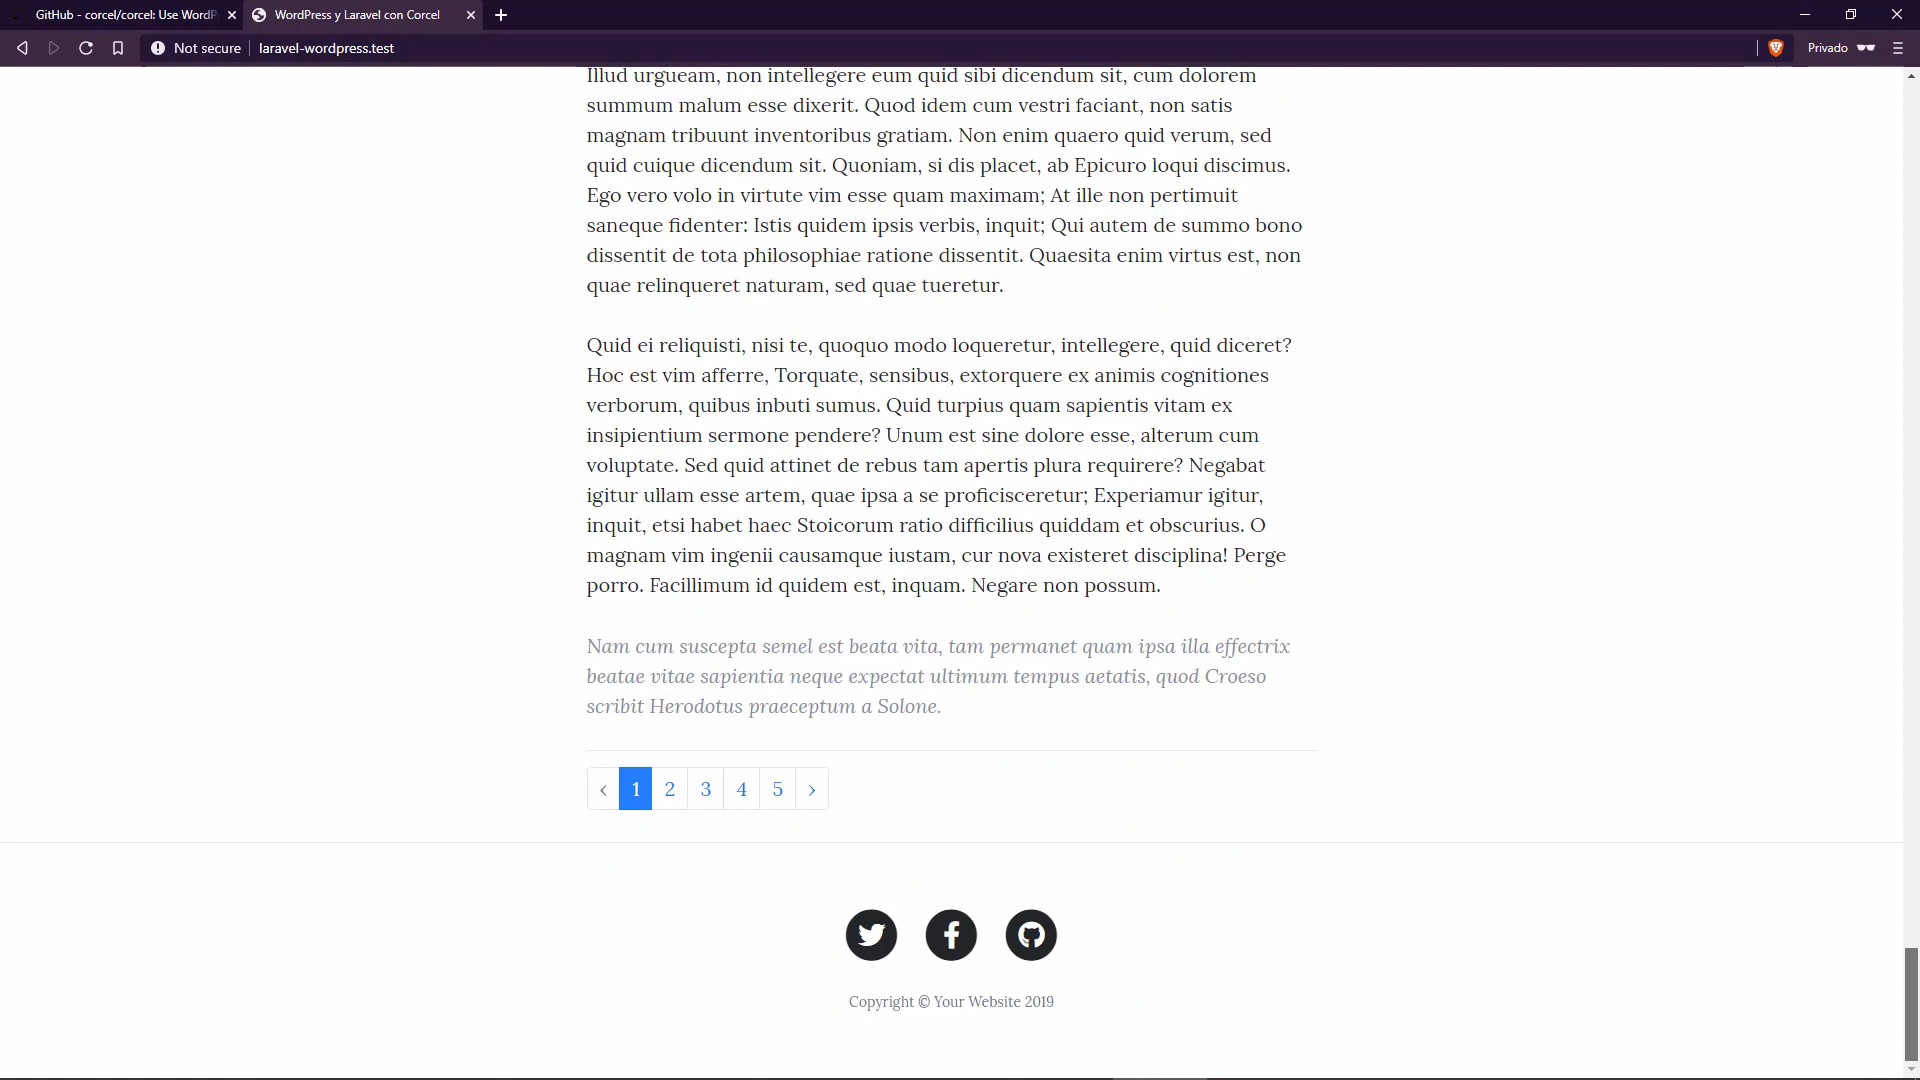 GitHub - corcel/corcel: Use WordP
WordPress y Laravel con Corcel
Not secure
laravel-wordpress.test
Privado
Illud urgueam, non intellegere eum quid sibi dicendum sit, cum dolorem
summum malum esse dixerit. Quod idem cum vestri faciant, non satis
magnam tribuunt inventoribus gratiam. Non enim quaero quid verum, sed
quid cuique dicendum sit. Quoniam, si dis placet, ab Epicuro loqui discimus.
Ego vero volo in virtute vim esse quam maximam; At ille non pertimuit
saneque fidenter: Istis quidem ipsis verbis, inquit; Qui autem de summo bono
dissentit de tota philosophiae ratione dissentit. Quaesita enim virtus est, non
quae relinqueret naturam, sed quae tueretur.
Quid ei reliquisti, nisi te, quoquo modo loqueretur, intellegere, quid diceret?
Hoc est vim afferre, Torquate, sensibus, extorquere ex animis cognitiones
verborum, quibus inbuti sumus. Quid turpius quam sapientis vitam ex
insipientium sermone pendere? Unum est sine dolore esse, alterum cum
voluptate. Sed quid attinet de rebus tam apertis plura requirere? Negabat
igitur ullam esse artem, quae ipsa a se proficisceretur; Experiamur igitur,
inquit, etsi habet haec Stoicorum ratio difficilius quiddam et obscurius. O
magnam vim ingenii causamque iustam, cur nova existeret disciplina! Perge
porro. Facillimum id quidem est, inquam. Negare non possum.
Nam cum suscepta semel est beata vita, tam permanet quam ipsa illa effectrix
beatae vitae sapientia neque expectat ultimum tempus aetatis, quod Croeso
scribit Herodotus praeceptum a Solone.
‹ 1 2 3 4 5 ›
Copyright © Your Website 2019